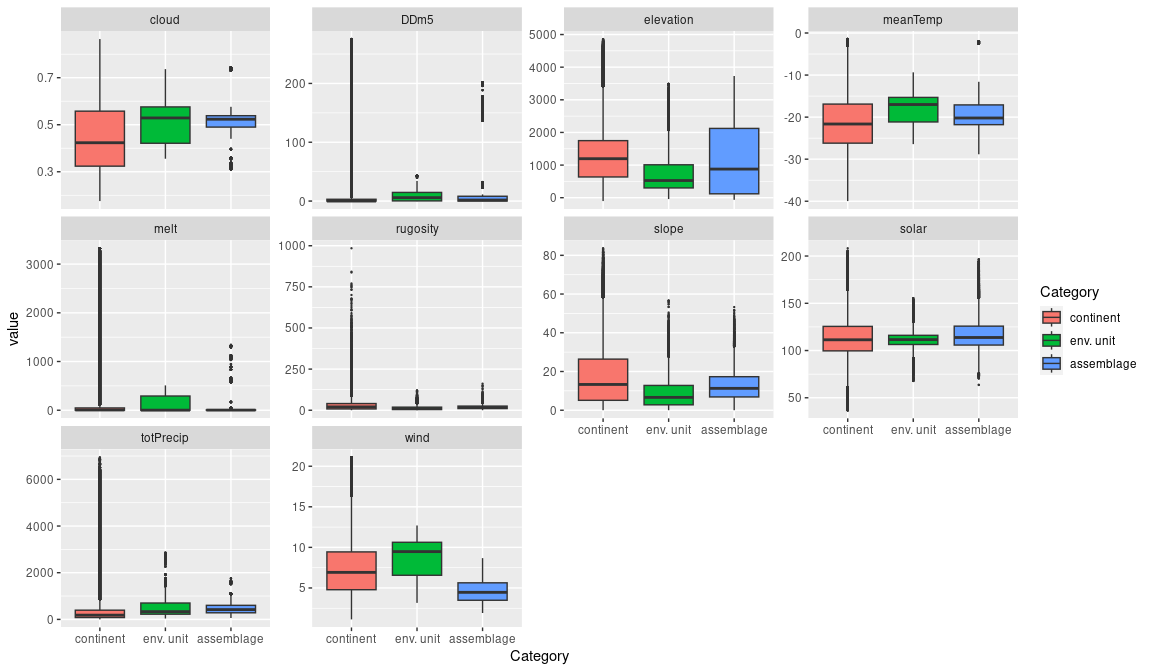 cloud
DDm5
elevation
meanTemp
0.7
0.5
0.3
200
100
0
5000
4000
3000
2000
1000
0
0
-10
-20
-30
-40
melt
rugosity
slope
solar
3000
2000
1000
0
1000
750
500
250
0
80
60
40
20
0
200
150
100
50
continent
env. unit
assemblage
continent
env. unit
assemblage
totPrecip
wind
6000
4000
2000
0
20
15
10
5
continent
env. unit
assemblage
continent
env. unit
assemblage
value
Category
Category
continent
env. unit
assemblage